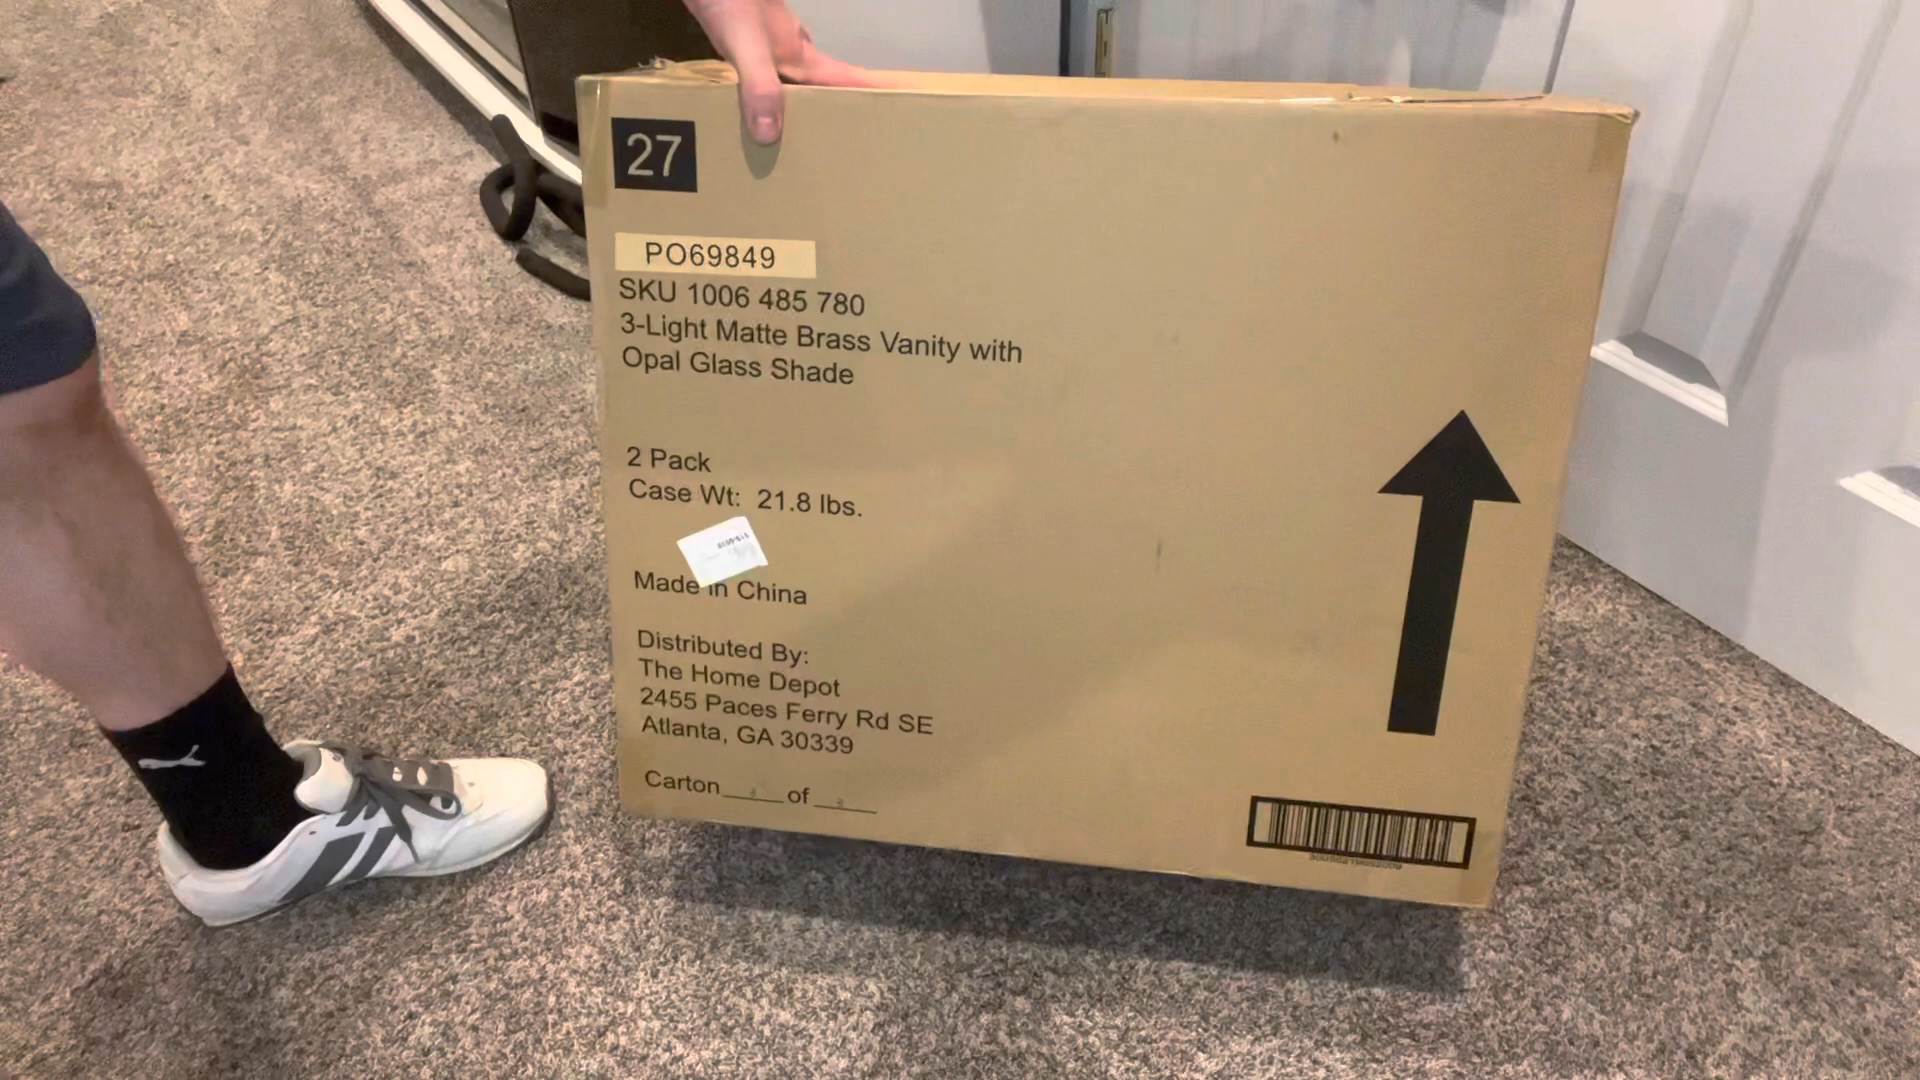 27
PO69849
SKU 1006 485 780
3-Light Matte Brass Vanity with
Opal Glass Shade
2 Pack
Case Wt: 21.8 lbs.
Made in China
Distributed By:
The Home Depot
2455 Paces Ferry Rd SE
Atlanta, GA 30339
Carton of